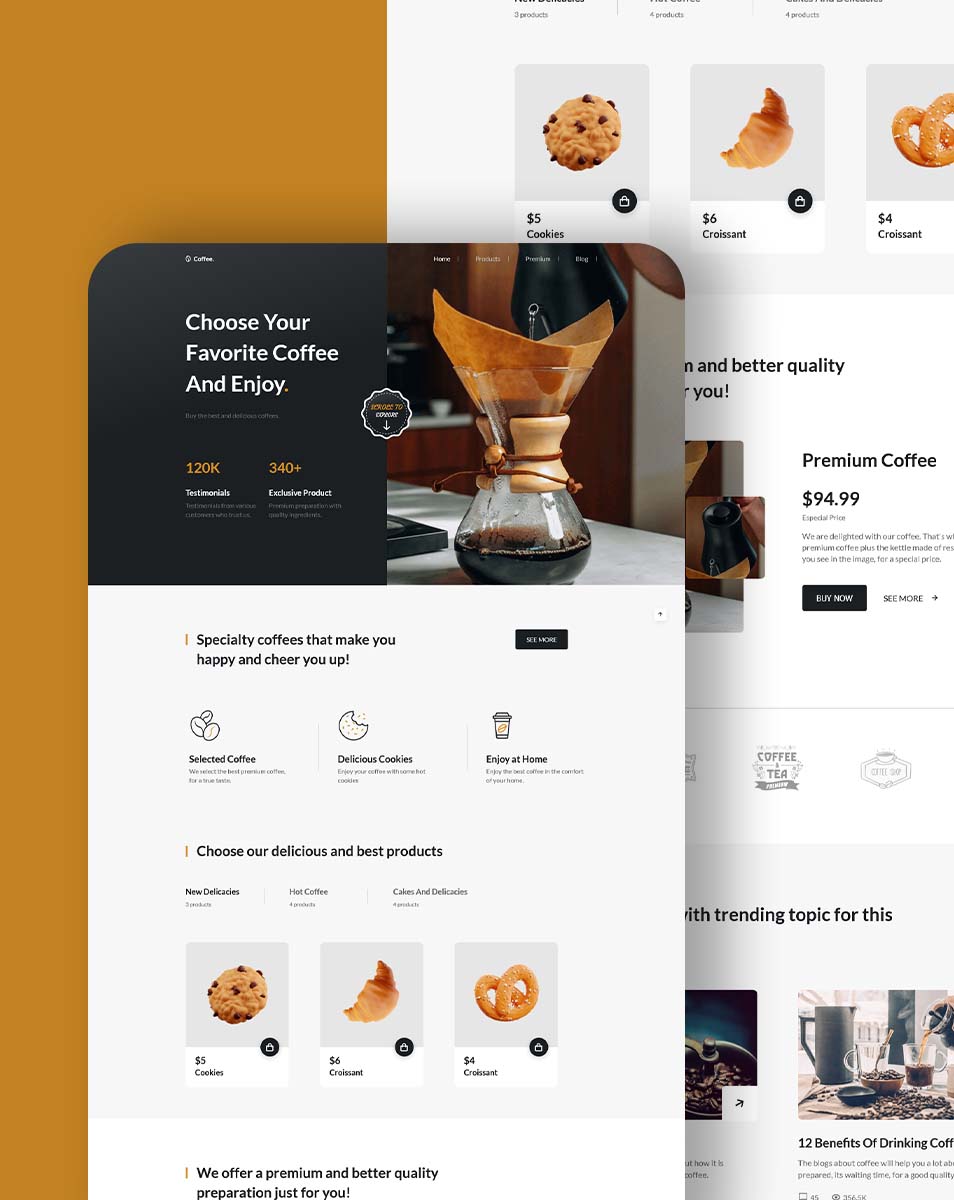 New Delicacies
Hot Coffee
Cakes And Delicacies
3 products
4 products
4 products
$5
Cookies
$6
Croissant
$4
Croissant
Coffee.
Home
Products
Premium
Blog
Choose Your
Favorite Coffee
And Enjoy.
Buy the best and delicious coffees.
SCROLL TO
EXPLORE
120K
Testimonials
Testimonials from various
customers who trust us.
340+
Exclusive Product
Premium preparation with
quality ingredients.
and better quality
you!
Premium Coffee
$94.99
Especial Price
We are delighted with our coffee. That's
premium coffee plus the kettle made of
you see in the image, for a special price.
BUY NOW
SEE MORE
Specialty coffees that make you
happy and cheer you up!
SEE MORE
Selected Coffee
We select the best premium coffee,
for a true taste.
Delicious Cookies
Enjoy your coffee with some hot
cookies
Enjoy at Home
Enjoy the best coffee in the comfort
of your home.
COFFEE
&
TEA
PREMIUM
COFFEE SHOP
Choose our delicious and best products
New Delicacies
3 products
Hot Coffee
4 products
Cakes And Delicacies
4 products
with trending topic for this
$5
Cookies
$6
Croissant
$4
Croissant
how it is
coffee.
12 Benefits Of Drinking Coff
The blogs about coffee will help you a lot
prepared, its waiting time, for a good
45
356.5K
We offer a premium and better quality
preparation just for you!